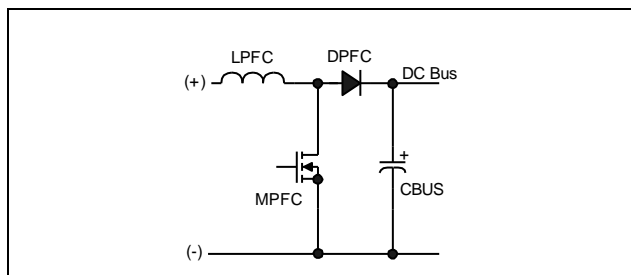 LPFC
DPFC
DC Bus
(+)
+
MPFC
CBUS
(-)